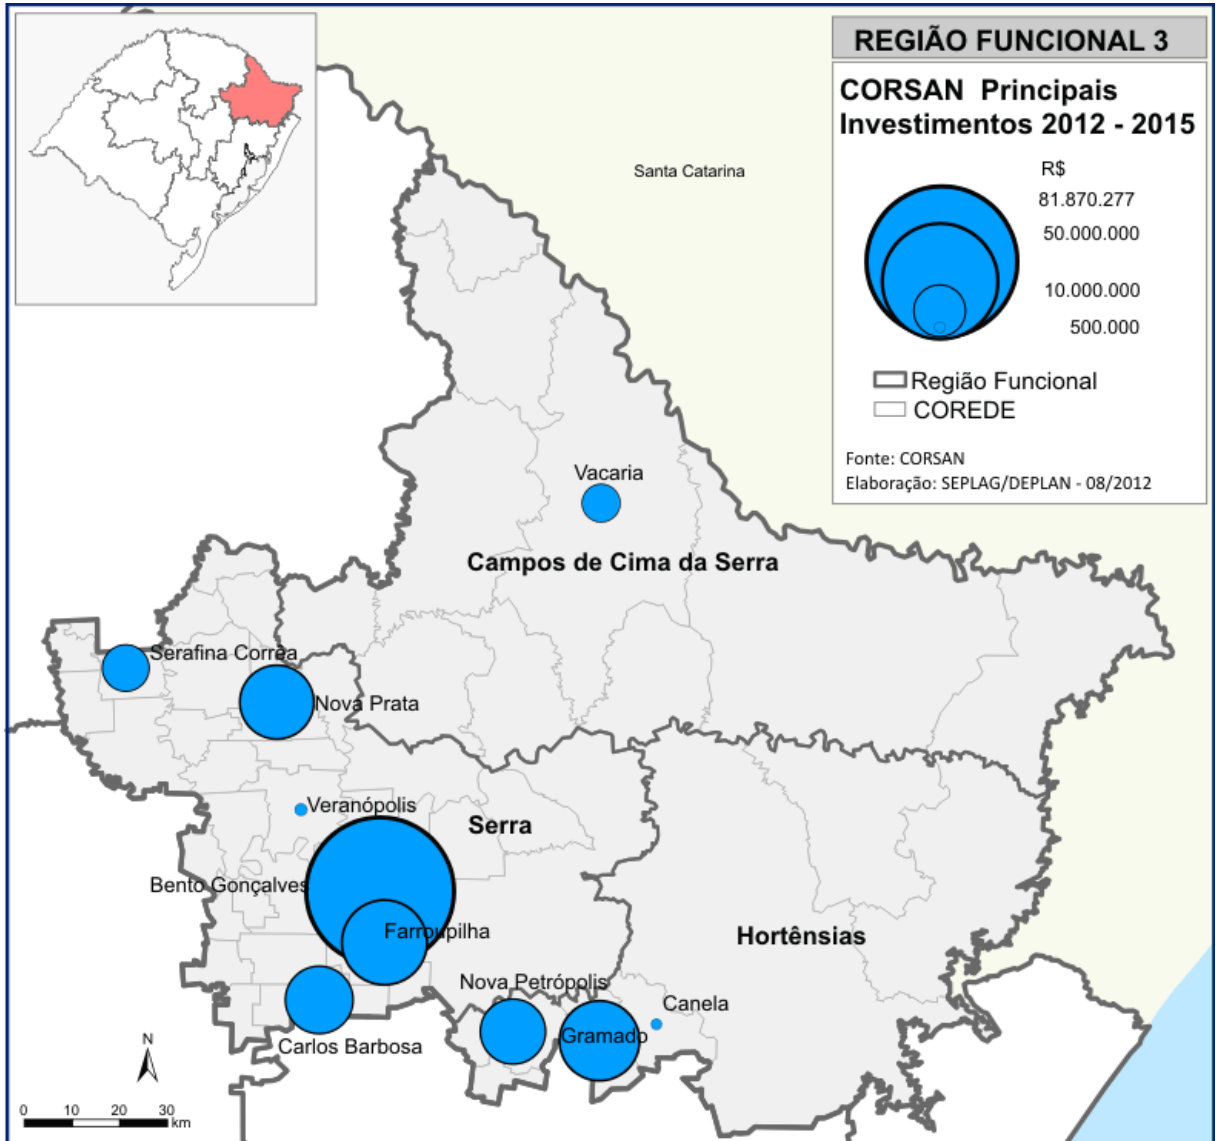 REGIÃO FUNCIONAL 3
CORSAN Principais
Investimentos 2012 - 2015
R$
81.870.277
50.000.000
10.000.000
500.000
Região Funcional
COREDE
Fonte: CORSAN
Elaboração: SEPLAG/DEPLAN - 08/2012
Santa Catarina
Vacaria
Campos de Cima da Serra
Serafina Corrêa
Nova Prata
Veranópolis
Serra
Bento Gonçalves
Farroupilha
Hortênsias
Nova Petrópolis
Canela
Gramado
Carlos Barbosa
N
0 10 20 30
km